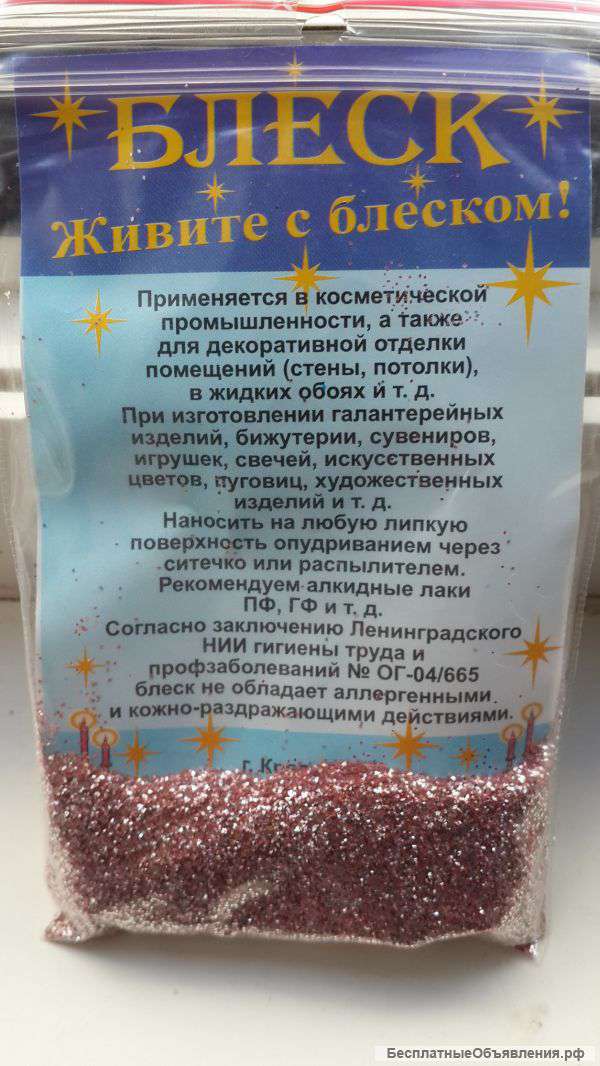 БЛЕСК
Живите с блеском!
Применяется в косметической
промышленности, а также
для декоративной отделки
помещений (стены, потолки),
в жидких обоях и т. д.
При изготовлении галантерейных
изделий, бижутерии, сувениров,
игрушек, свечей, искусственных
цветов, пуговиц, художественных
изделий и т. д.
Наносить на любую липкую
поверхность опудриванием через
ситечко или распылителем.
Рекомендуем алкидные лаки
ПФ, ГФ и т. д.
Согласно заключению Ленинградского
НИИ гигиены труда и
профзаболеваний № ОГ-04/665
блеск не обладает аллергенными
и кожно-раздражающими действиями.
г.
БесплатныеОбъявления.рф